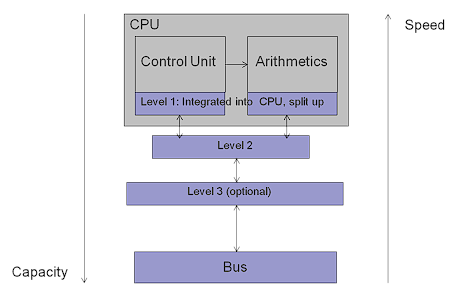 CPU
Speed
Control Unit
Arithmetics
Level 1: Integrated into CPU, split up
Level 2
Level 3 (optional)
Bus
Capacity